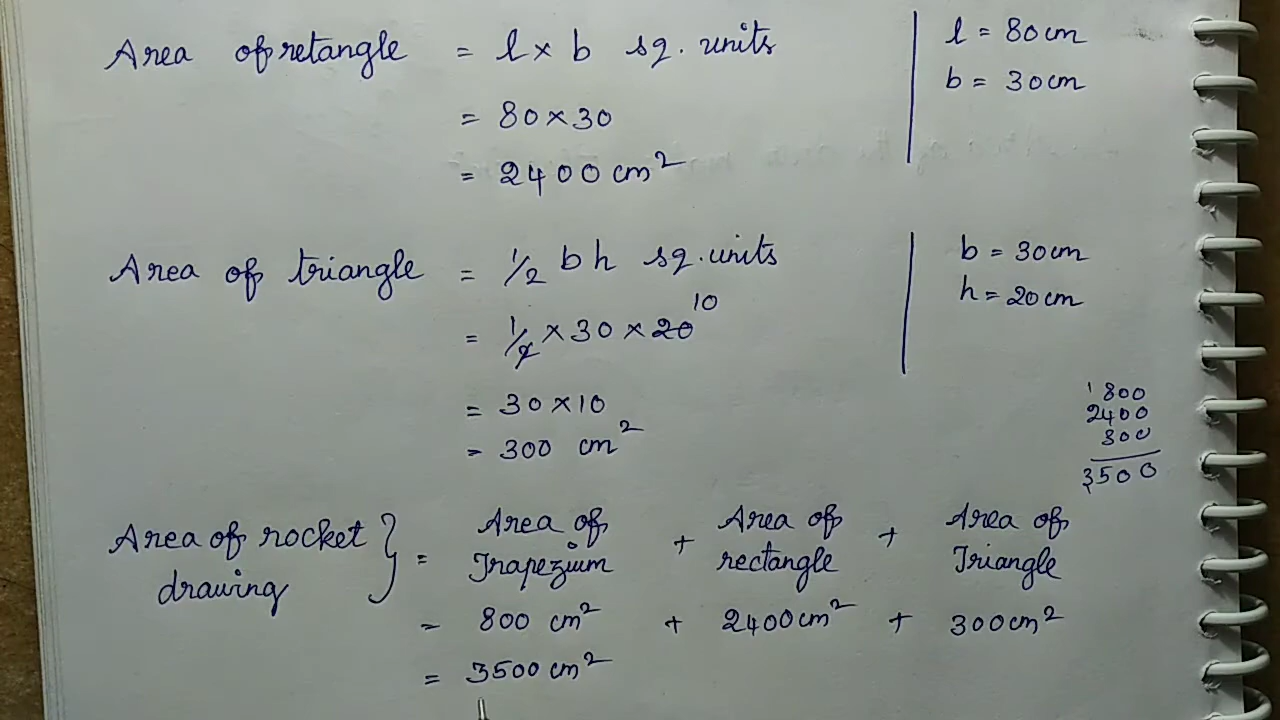 Area of retangle = l × b sq. units
= 80 × 30
= 2400 cm²
l = 80 cm
b = 30 cm
Area of triangle = 1/2 b h sq. units
= 1/2 × 30 × 20 10
= 30 × 10
= 300 cm²
b = 30 cm
h = 20 cm
1 800
2400
300
3500
Area of rocket drawing } = Area of Trapezium + Area of rectangle + Area of Triangle
= 800 cm² + 2400 cm² + 300 cm²
= 3500 cm²